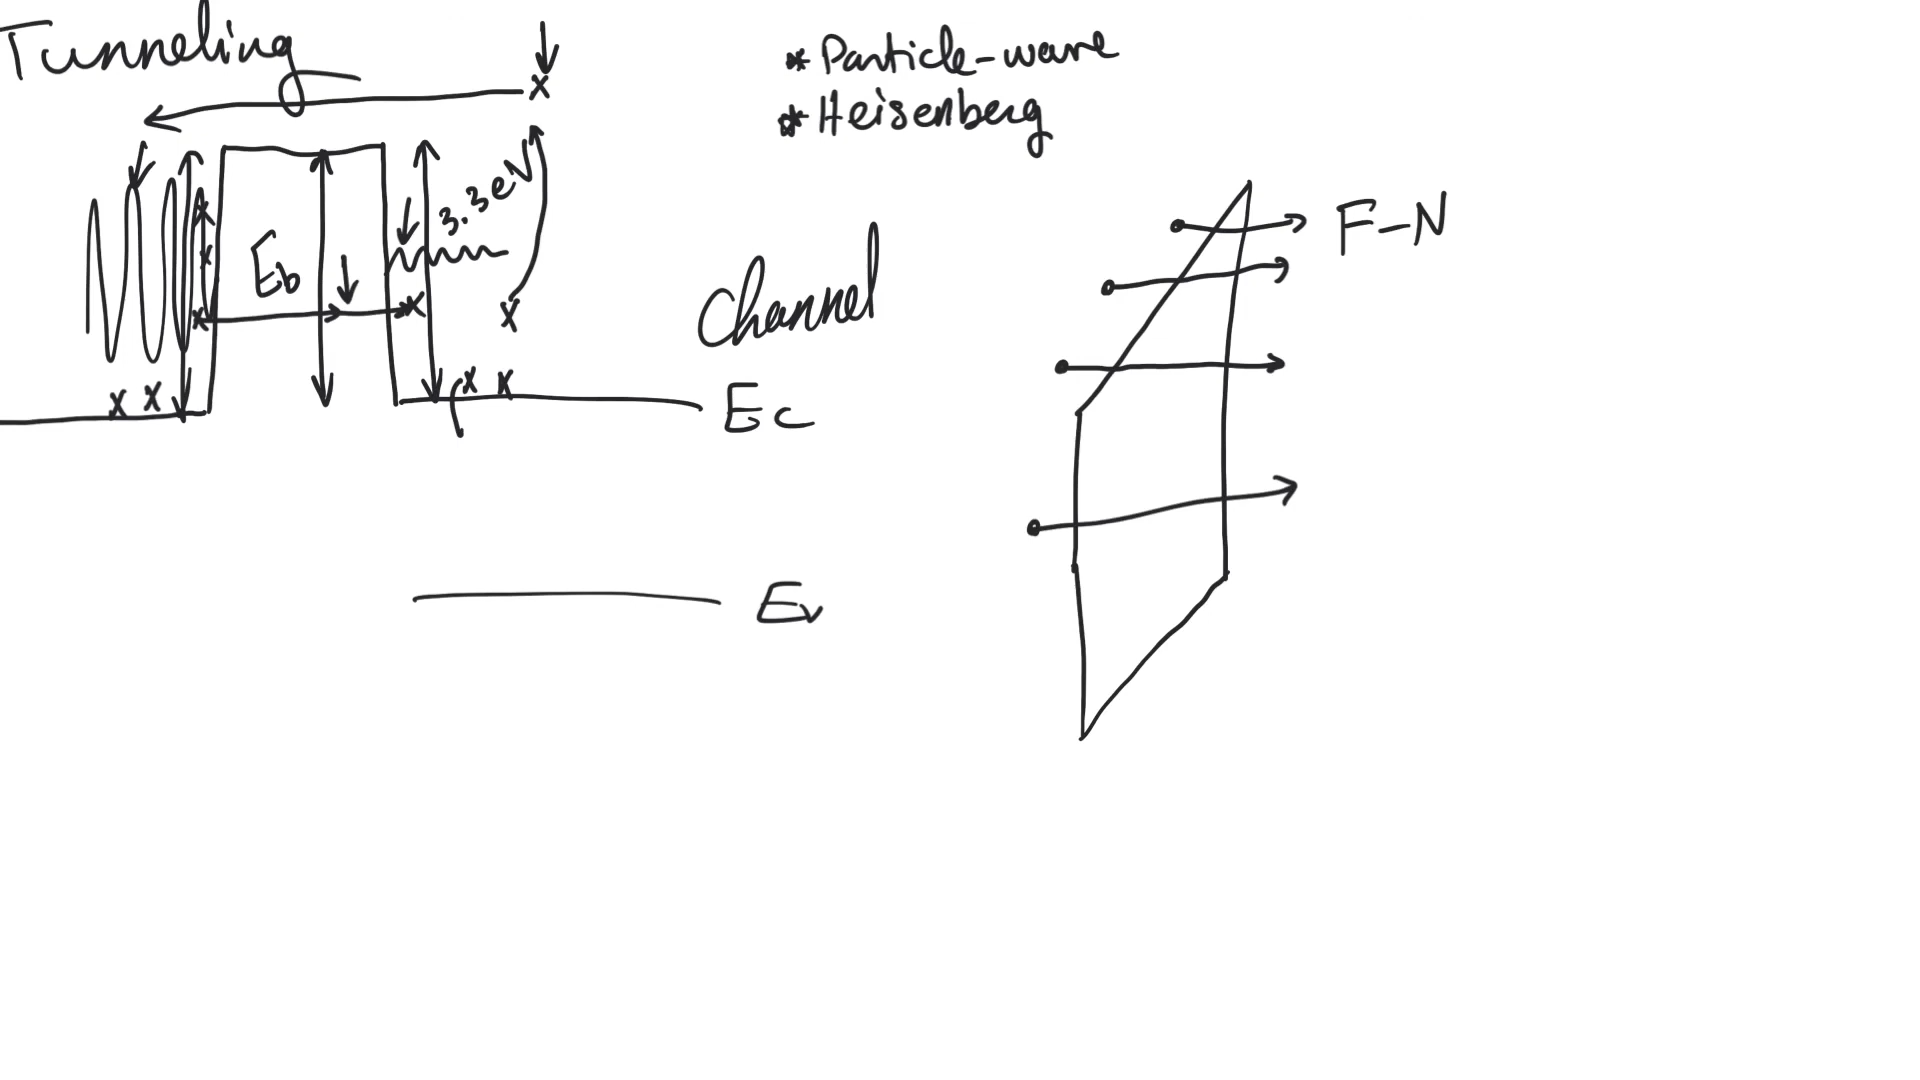 Tunneling
* Particle-wave
* Heisenberg
3.3eV
Eb
F-N
Channel
Ec
Ev